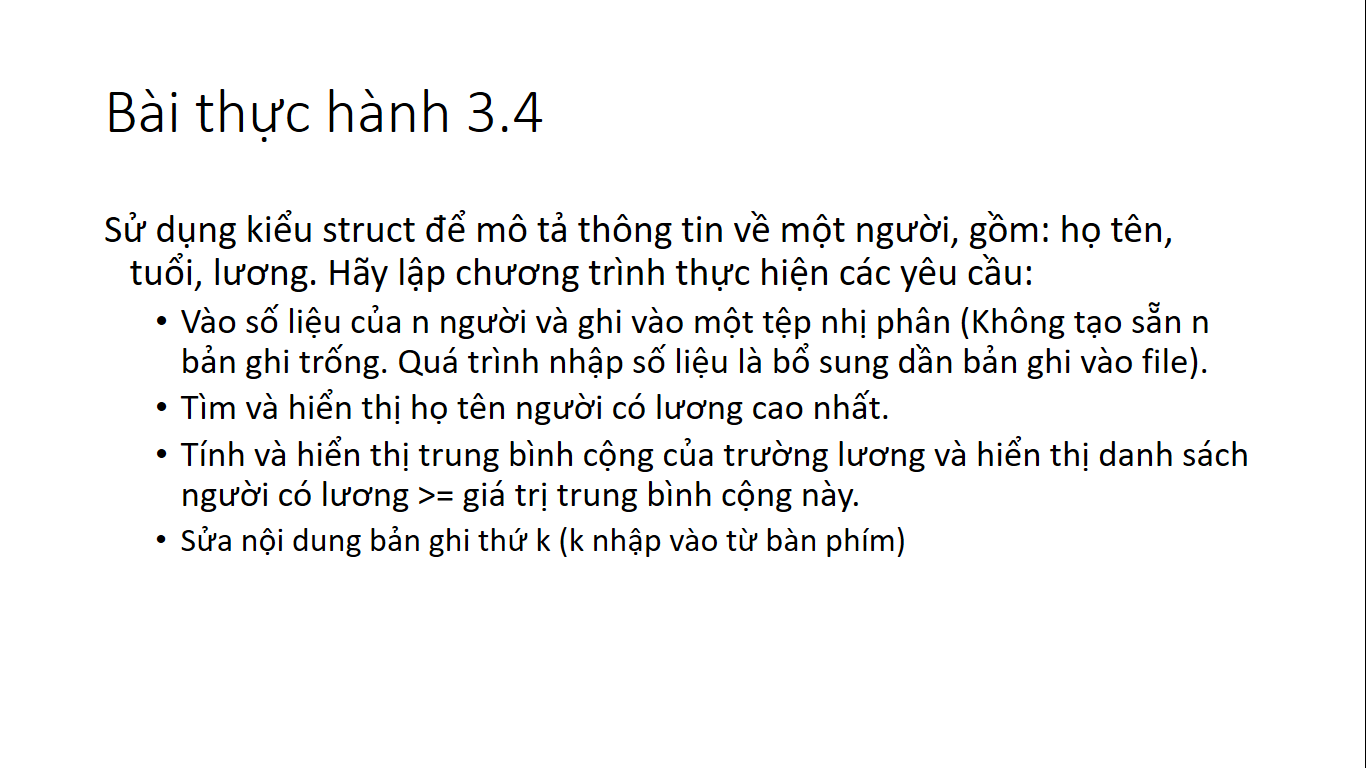 Bài thực hành 3.4
Sử dụng kiểu struct để mô tả thông tin về một người, gồm: họ tên,
tuổi, lương. Hãy lập chương trình thực hiện các yêu cầu:
• Vào số liệu của n người và ghi vào một tệp nhị phân (Không tạo sẵn n
bản ghi trống. Quá trình nhập số liệu là bổ sung dần bản ghi vào file).
• Tìm và hiển thị họ tên người có lương cao nhất.
• Tính và hiển thị trung bình cộng của trường lương và hiển thị danh sách
người có lương >= giá trị trung bình cộng này.
• Sửa nội dung bản ghi thứ k (k nhập vào từ bàn phím)